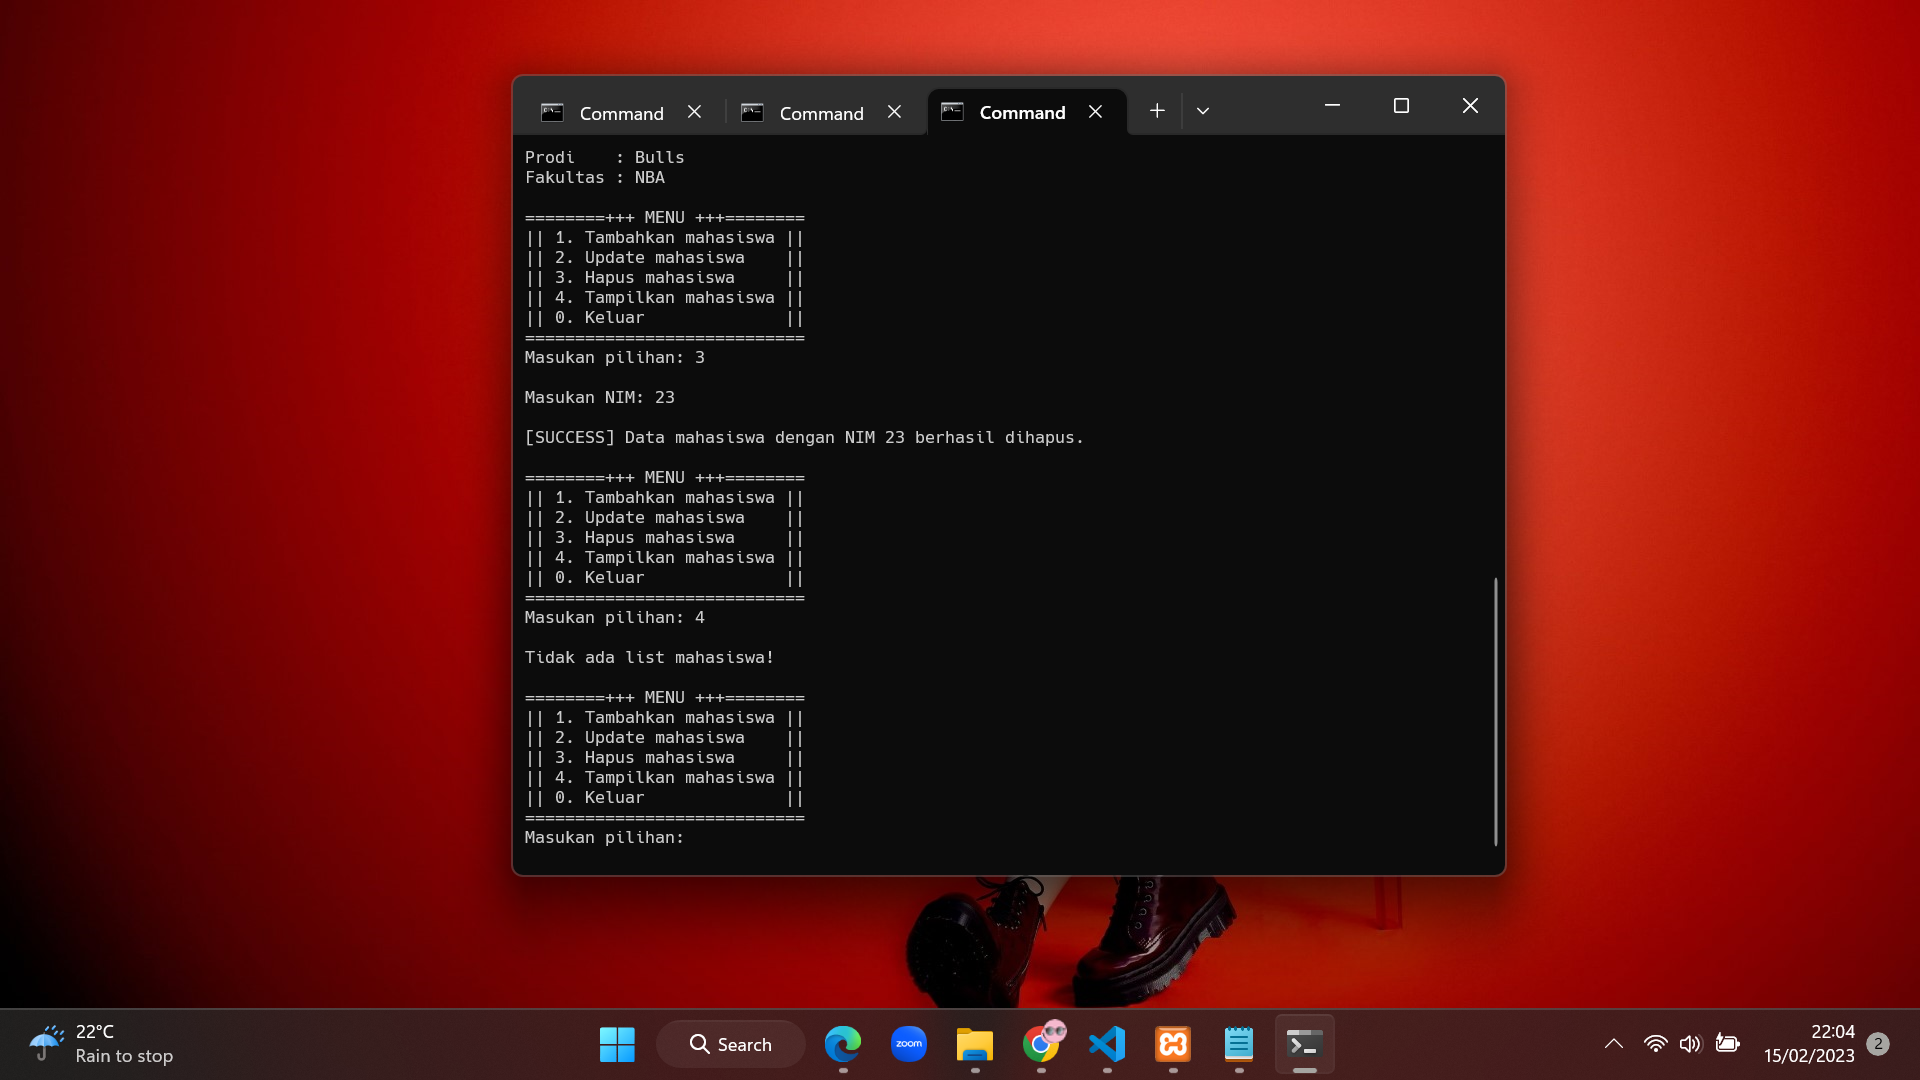 Command
Command
Command
Prodi    : Bulls
Fakultas : NBA
========+++ MENU +++========
|| 1. Tambahkan mahasiswa ||
|| 2. Update mahasiswa    ||
|| 3. Hapus mahasiswa     ||
|| 4. Tampilkan mahasiswa ||
|| 0. Keluar              ||
============================
Masukan pilihan: 3
Masukan NIM: 23
[SUCCESS] Data mahasiswa dengan NIM 23 berhasil dihapus.
========+++ MENU +++========
|| 1. Tambahkan mahasiswa ||
|| 2. Update mahasiswa    ||
|| 3. Hapus mahasiswa     ||
|| 4. Tampilkan mahasiswa ||
|| 0. Keluar              ||
============================
Masukan pilihan: 4
Tidak ada list mahasiswa!
========+++ MENU +++========
|| 1. Tambahkan mahasiswa ||
|| 2. Update mahasiswa    ||
|| 3. Hapus mahasiswa     ||
|| 4. Tampilkan mahasiswa ||
|| 0. Keluar              ||
============================
Masukan pilihan:
22°C
Rain to stop
Search
zoom
22:04
15/02/2023
2